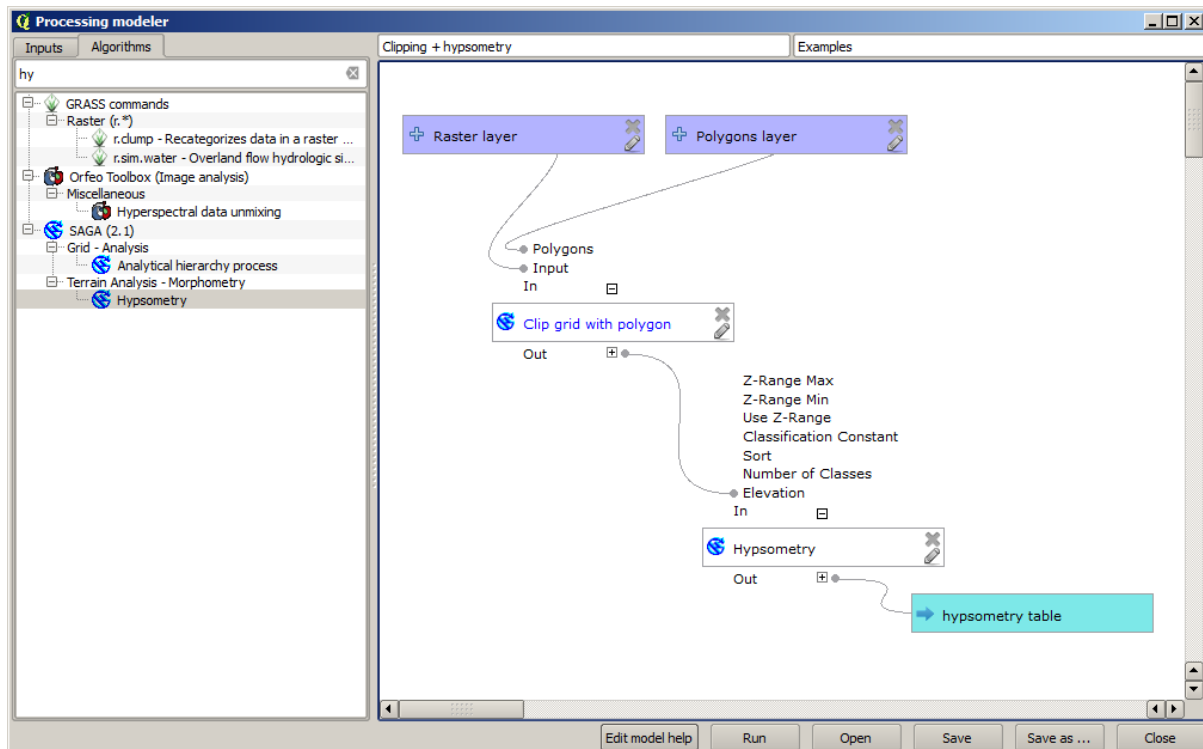 Processing modeler
Inputs
Algorithms
Clipping + hypsometry
Examples
hy
GRASS commands
Raster (r.*)
r.clump - Recategorizes data in a raster ...
r.sim.water - Overland flow hydrologic si...
Orfeo Toolbox (Image analysis)
Miscellaneous
Hyperspectral data unmixing
SAGA (2.1)
Grid - Analysis
Analytical hierarchy process
Terrain Analysis - Morphometry
Hypsometry
Raster layer
Polygons layer
Polygons
Input
In
Clip grid with polygon
Out
Z-Range Max
Z-Range Min
Use Z-Range
Classification Constant
Sort
Number of Classes
Elevation
In
Hypsometry
Out
hypsometry table
Edit model help
Run
Open
Save
Save as ...
Close